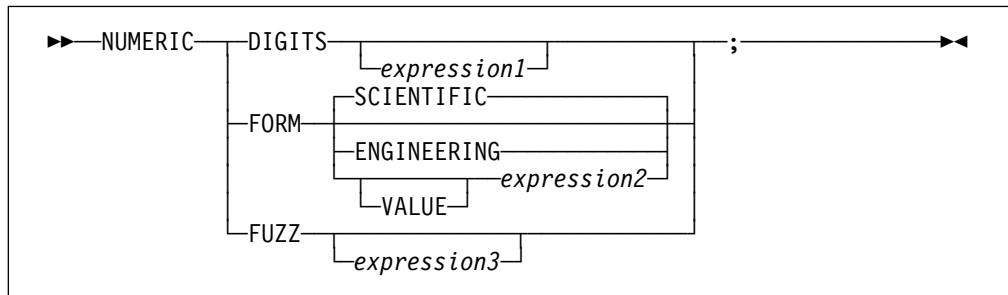 NUMERIC DIGITS ;
expression1
SCIENTIFIC
FORM
ENGINEERING
expression2
VALUE
FUZZ
expression3